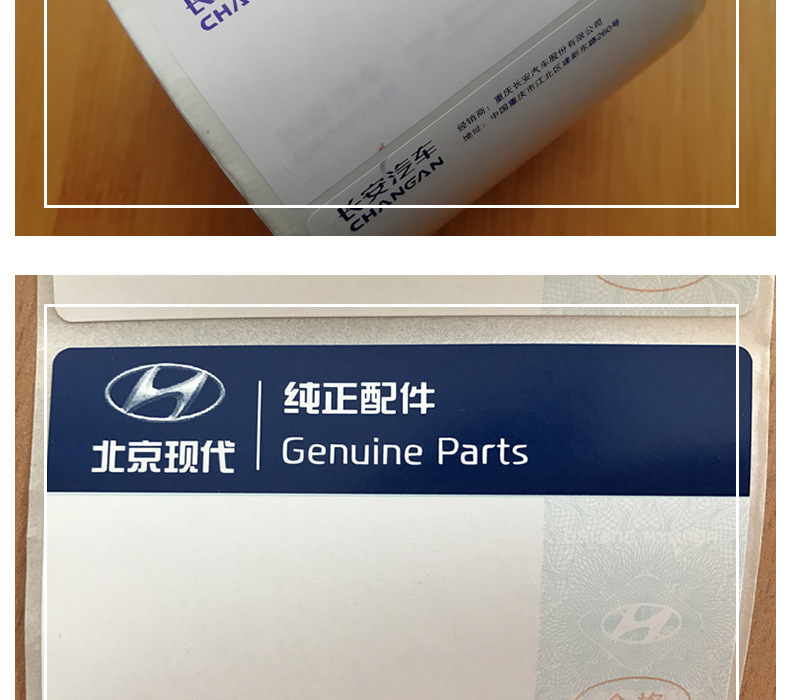 CHA
经销商：重庆长安汽车股份有限公司
地址：中国重庆市江北区建新东路260号
长安汽车
CHANGAN
纯正配件
北京现代
Genuine Parts
合格